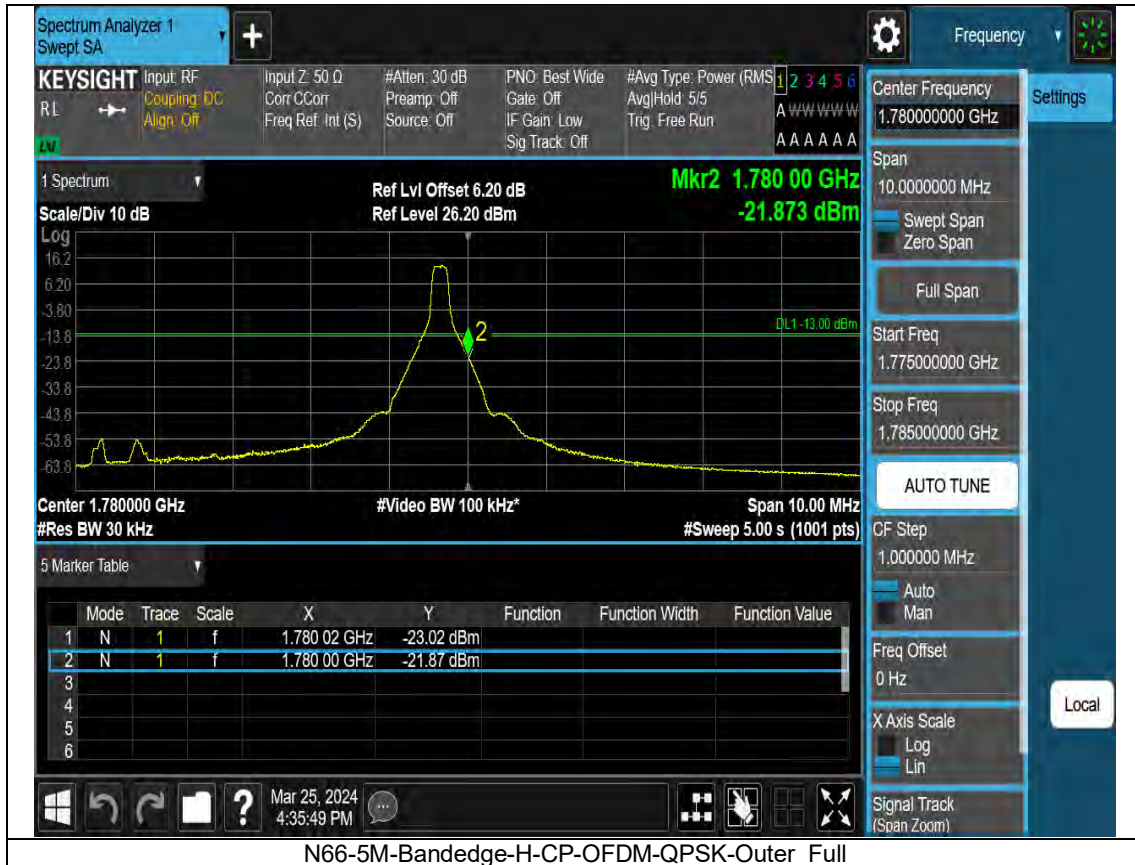 Spectrum Analyzer 1
Swept SA
Frequency
KEYSIGHT
RL
Input: RF
Coupling: DC
Align: Off
Input Z: 50 Ω
Corr CCorr
Freq Ref: Int (S)
#Atten: 30 dB
Preamp: Off
Source: Off
PNO: Best Wide
Gate: Off
IF Gain: Low
Sig Track: Off
#Avg Type: Power (RMS
Avg|Hold: 5/5
Trig: Free Run
1 2 3 4 5 6
A W W W W W
A A A A A A
1 Spectrum
Scale/Div 10 dB
Log
Ref Lvl Offset 6.20 dB
Ref Level 26.20 dBm
Mkr2 1.780 00 GHz
-21.873 dBm
16.2
6.20
-3.80
-13.8
-23.8
-33.8
-43.8
-53.8
-63.8
DL1 -13.00 dBm
2
Center 1.780000 GHz
#Res BW 30 kHz
#Video BW 100 kHz*
Span 10.00 MHz
#Sweep 5.00 s (1001 pts)
5 Marker Table
Mode Trace Scale X Y Function Function Width Function Value
1 N 1 f 1.780 02 GHz -23.02 dBm
2 N 1 f 1.780 00 GHz -21.87 dBm
3
4
5
6
Mar 25, 2024
4:35:49 PM
?
Center Frequency
1.780000000 GHz
Settings
Span
10.0000000 MHz
Swept Span
Zero Span
Full Span
Start Freq
1.775000000 GHz
Stop Freq
1.785000000 GHz
AUTO TUNE
CF Step
1.000000 MHz
Auto
Man
Freq Offset
0 Hz
X Axis Scale
Log
Lin
Local
Signal Track
(Span Zoom)
N66-5M-Bandedge-H-CP-OFDM-QPSK-Outer_Full